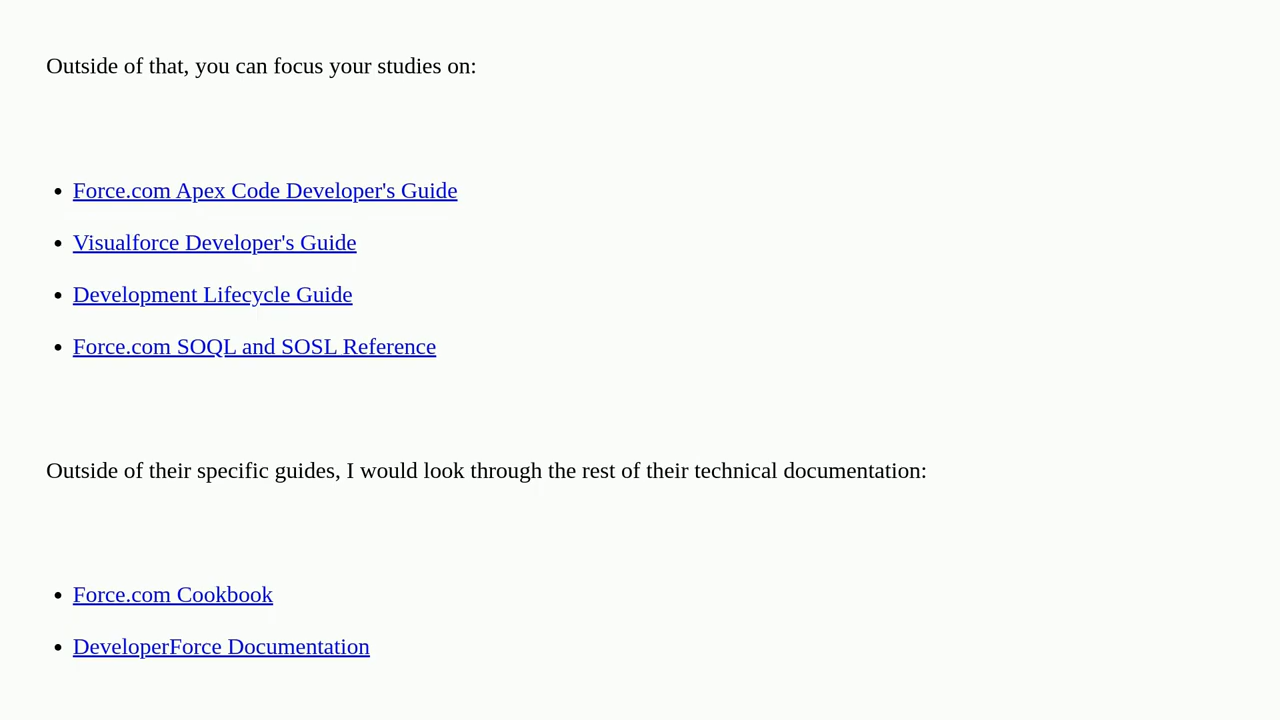 Outside of that, you can focus your studies on:
• Force.com Apex Code Developer's Guide
• Visualforce Developer's Guide
• Development Lifecycle Guide
• Force.com SOQL and SOSL Reference
Outside of their specific guides, I would look through the rest of their technical documentation:
• Force.com Cookbook
• DeveloperForce Documentation